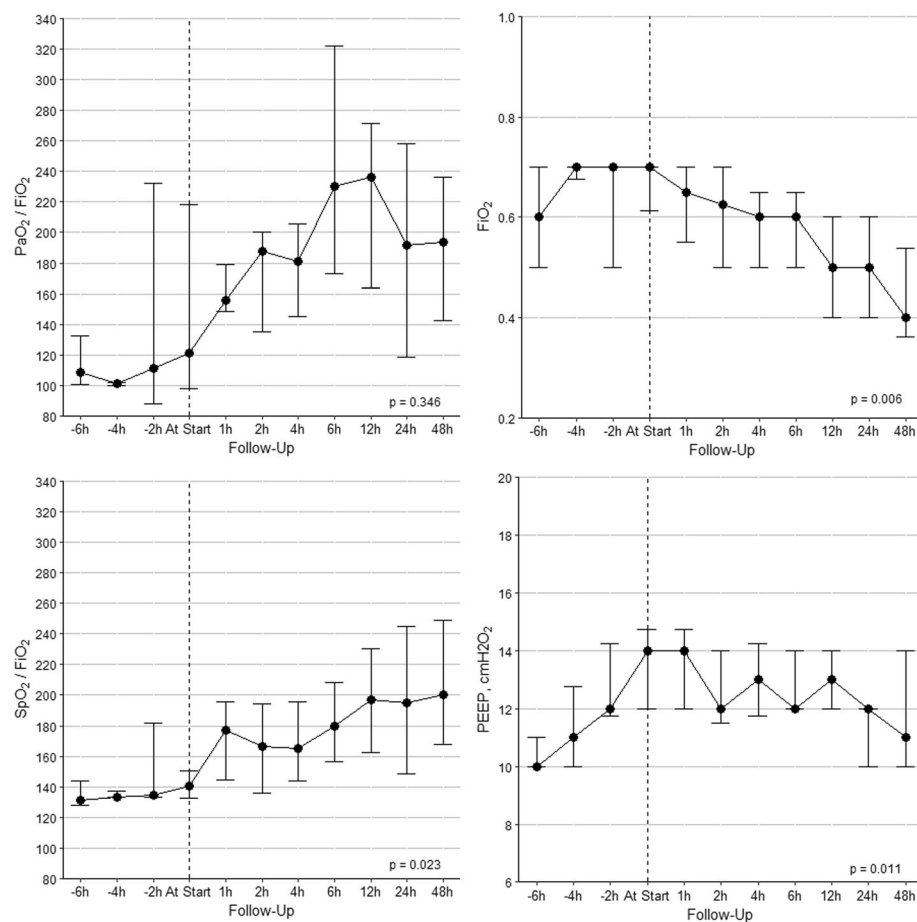 340
320
300
280
260
240
220
200
180
160
140
120
100
80
PaO2 / FiO2
p = 0.346
-6h -4h -2h At Start 1h 2h 4h 6h 12h 24h 48h
Follow-Up
1.0
0.8
0.6
0.4
0.2
FiO2
p = 0.006
-6h -4h -2h At Start 1h 2h 4h 6h 12h 24h 48h
Follow-Up
340
320
300
280
260
240
220
200
180
160
140
120
100
80
SpO2 / FiO2
p = 0.023
-6h -4h -2h At Start 1h 2h 4h 6h 12h 24h 48h
Follow-Up
20
18
16
14
12
10
8
6
PEEP, cmH2O2
p = 0.011
-6h -4h -2h At Start 1h 2h 4h 6h 12h 24h 48h
Follow-Up